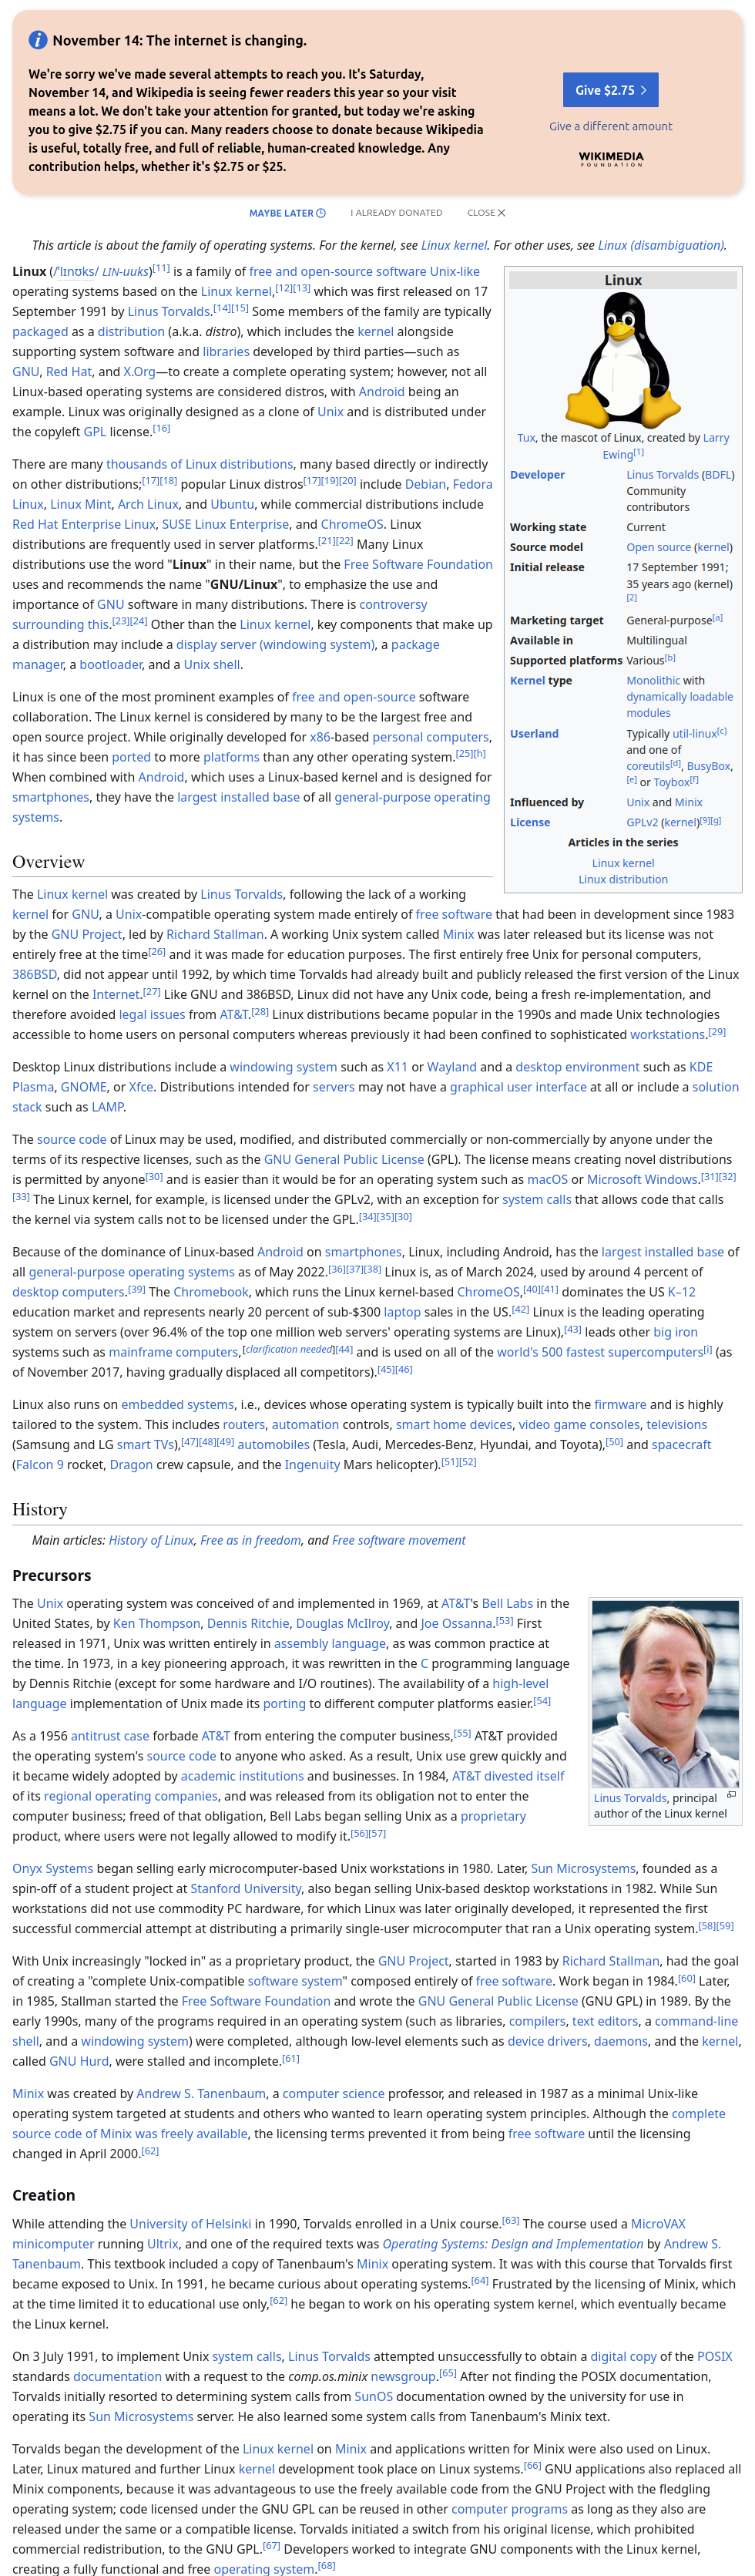 November 14: The internet is changing.
We're sorry we've made several attempts to reach you. It's Saturday,
November 14, and Wikipedia is seeing fewer readers this year so your visit
means a lot. We don't take your attention for granted, but today we're asking
you to give $2.75 if you can. Many readers choose to donate because Wikipedia
is useful, totally free, and full of reliable, human-created knowledge. Any
contribution helps, whether it's $2.75 or $25.
Give $2.75
Give a different amount
WIKIMEDIA
FOUNDATION
MAYBE LATER
I ALREADY DONATED
CLOSE
This article is about the family of operating systems. For the kernel, see Linux kernel. For other uses, see Linux (disambiguation).
Linux (/ˈlɪnʊks/ LIN-uuks)[11] is a family of free and open-source software Unix-like
operating systems based on the Linux kernel,[12][13] which was first released on 17
September 1991 by Linus Torvalds.[14][15] Some members of the family are typically
packaged as a distribution (a.k.a. distro), which includes the kernel alongside
supporting system software and libraries developed by third parties—such as
GNU, Red Hat, and X.Org—to create a complete operating system; however, not all
Linux-based operating systems are considered distros, with Android being an
example. Linux was originally designed as a clone of Unix and is distributed under
the copyleft GPL license.[16]
There are many thousands of Linux distributions, many based directly or indirectly
on other distributions;[17][18] popular Linux distros[17][19][20] include Debian, Fedora
Linux, Linux Mint, Arch Linux, and Ubuntu, while commercial distributions include
Red Hat Enterprise Linux, SUSE Linux Enterprise, and ChromeOS. Linux
distributions are frequently used in server platforms.[21][22] Many Linux
distributions use the word "Linux" in their name, but the Free Software Foundation
uses and recommends the name "GNU/Linux", to emphasize the use and
importance of GNU software in many distributions. There is controversy
surrounding this.[23][24] Other than the Linux kernel, key components that make up
a distribution may include a display server (windowing system), a package
manager, a bootloader, and a Unix shell.
Linux is one of the most prominent examples of free and open-source software
collaboration. The Linux kernel is considered by many to be the largest free and
open source project. While originally developed for x86-based personal computers,
it has since been ported to more platforms than any other operating system.[25][h]
When combined with Android, which uses a Linux-based kernel and is designed for
smartphones, they have the largest installed base of all general-purpose operating
systems.
Linux
Tux, the mascot of Linux, created by Larry
Ewing[1]
Developer Linus Torvalds (BDFL)
Community
contributors
Working state Current
Source model Open source (kernel)
Initial release 17 September 1991;
35 years ago (kernel)
[2]
Marketing target General-purpose[a]
Available in Multilingual
Supported platforms Various[b]
Kernel type Monolithic with
dynamically loadable
modules
Userland Typically util-linux[c]
and one of
coreutils[d], BusyBox,
[e] or Toybox[f]
Influenced by Unix and Minix
License GPLv2 (kernel)[9][g]
Articles in the series
Linux kernel
Linux distribution
Overview
The Linux kernel was created by Linus Torvalds, following the lack of a working
kernel for GNU, a Unix-compatible operating system made entirely of free software that had been in development since 1983
by the GNU Project, led by Richard Stallman. A working Unix system called Minix was later released but its license was not
entirely free at the time[26] and it was made for education purposes. The first entirely free Unix for personal computers,
386BSD, did not appear until 1992, by which time Torvalds had already built and publicly released the first version of the Linux
kernel on the Internet.[27] Like GNU and 386BSD, Linux did not have any Unix code, being a fresh re-implementation, and
therefore avoided legal issues from AT&T.[28] Linux distributions became popular in the 1990s and made Unix technologies
accessible to home users on personal computers whereas previously it had been confined to sophisticated workstations.[29]
Desktop Linux distributions include a windowing system such as X11 or Wayland and a desktop environment such as KDE
Plasma, GNOME, or Xfce. Distributions intended for servers may not have a graphical user interface at all or include a solution
stack such as LAMP.
The source code of Linux may be used, modified, and distributed commercially or non-commercially by anyone under the
terms of its respective licenses, such as the GNU General Public License (GPL). The license means creating novel distributions
is permitted by anyone[30] and is easier than it would be for an operating system such as macOS or Microsoft Windows.[31][32]
[33] The Linux kernel, for example, is licensed under the GPLv2, with an exception for system calls that allows code that calls
the kernel via system calls not to be licensed under the GPL.[34][35][30]
Because of the dominance of Linux-based Android on smartphones, Linux, including Android, has the largest installed base of
all general-purpose operating systems as of May 2022.[36][37][38] Linux is, as of March 2024, used by around 4 percent of
desktop computers.[39] The Chromebook, which runs the Linux kernel-based ChromeOS,[40][41] dominates the US K–12
education market and represents nearly 20 percent of sub-$300 laptop sales in the US.[42] Linux is the leading operating
system on servers (over 96.4% of the top one million web servers' operating systems are Linux),[43] leads other big iron
systems such as mainframe computers,[clarification needed][44] and is used on all of the world's 500 fastest supercomputers[i] (as
of November 2017, having gradually displaced all competitors).[45][46]
Linux also runs on embedded systems, i.e., devices whose operating system is typically built into the firmware and is highly
tailored to the system. This includes routers, automation controls, smart home devices, video game consoles, televisions
(Samsung and LG smart TVs),[47][48][49] automobiles (Tesla, Audi, Mercedes-Benz, Hyundai, and Toyota),[50] and spacecraft
(Falcon 9 rocket, Dragon crew capsule, and the Ingenuity Mars helicopter).[51][52]
History
Main articles: History of Linux, Free as in freedom, and Free software movement
Precursors
The Unix operating system was conceived of and implemented in 1969, at AT&T's Bell Labs in the
United States, by Ken Thompson, Dennis Ritchie, Douglas McIlroy, and Joe Ossanna.[53] First
released in 1971, Unix was written entirely in assembly language, as was common practice at
the time. In 1973, in a key pioneering approach, it was rewritten in the C programming language
by Dennis Ritchie (except for some hardware and I/O routines). The availability of a high-level
language implementation of Unix made its porting to different computer platforms easier.[54]
As a 1956 antitrust case forbade AT&T from entering the computer business,[55] AT&T provided
the operating system's source code to anyone who asked. As a result, Unix use grew quickly and
it became widely adopted by academic institutions and businesses. In 1984, AT&T divested itself
of its regional operating companies, and was released from its obligation not to enter the
computer business; freed of that obligation, Bell Labs began selling Unix as a proprietary
product, where users were not legally allowed to modify it.[56][57]
Linus Torvalds, principal
author of the Linux kernel
Onyx Systems began selling early microcomputer-based Unix workstations in 1980. Later, Sun Microsystems, founded as a
spin-off of a student project at Stanford University, also began selling Unix-based desktop workstations in 1982. While Sun
workstations did not use commodity PC hardware, for which Linux was later originally developed, it represented the first
successful commercial attempt at distributing a primarily single-user microcomputer that ran a Unix operating system.[58][59]
With Unix increasingly "locked in" as a proprietary product, the GNU Project, started in 1983 by Richard Stallman, had the goal
of creating a "complete Unix-compatible software system" composed entirely of free software. Work began in 1984.[60] Later,
in 1985, Stallman started the Free Software Foundation and wrote the GNU General Public License (GNU GPL) in 1989. By the
early 1990s, many of the programs required in an operating system (such as libraries, compilers, text editors, a command-line
shell, and a windowing system) were completed, although low-level elements such as device drivers, daemons, and the kernel,
called GNU Hurd, were stalled and incomplete.[61]
Minix was created by Andrew S. Tanenbaum, a computer science professor, and released in 1987 as a minimal Unix-like
operating system targeted at students and others who wanted to learn operating system principles. Although the complete
source code of Minix was freely available, the licensing terms prevented it from being free software until the licensing
changed in April 2000.[62]
Creation
While attending the University of Helsinki in 1990, Torvalds enrolled in a Unix course.[63] The course used a MicroVAX
minicomputer running Ultrix, and one of the required texts was Operating Systems: Design and Implementation by Andrew S.
Tanenbaum. This textbook included a copy of Tanenbaum's Minix operating system. It was with this course that Torvalds first
became exposed to Unix. In 1991, he became curious about operating systems.[64] Frustrated by the licensing of Minix, which
at the time limited it to educational use only,[62] he began to work on his operating system kernel, which eventually became
the Linux kernel.
On 3 July 1991, to implement Unix system calls, Linus Torvalds attempted unsuccessfully to obtain a digital copy of the POSIX
standards documentation with a request to the comp.os.minix newsgroup.[65] After not finding the POSIX documentation,
Torvalds initially resorted to determining system calls from SunOS documentation owned by the university for use in
operating its Sun Microsystems server. He also learned some system calls from Tanenbaum's Minix text.
Torvalds began the development of the Linux kernel on Minix and applications written for Minix were also used on Linux.
Later, Linux matured and further Linux kernel development took place on Linux systems.[66] GNU applications also replaced all
Minix components, because it was advantageous to use the freely available code from the GNU Project with the fledgling
operating system; code licensed under the GNU GPL can be reused in other computer programs as long as they also are
released under the same or a compatible license. Torvalds initiated a switch from his original license, which prohibited
commercial redistribution, to the GNU GPL.[67] Developers worked to integrate GNU components with the Linux kernel,
creating a fully functional and free operating system.[68]